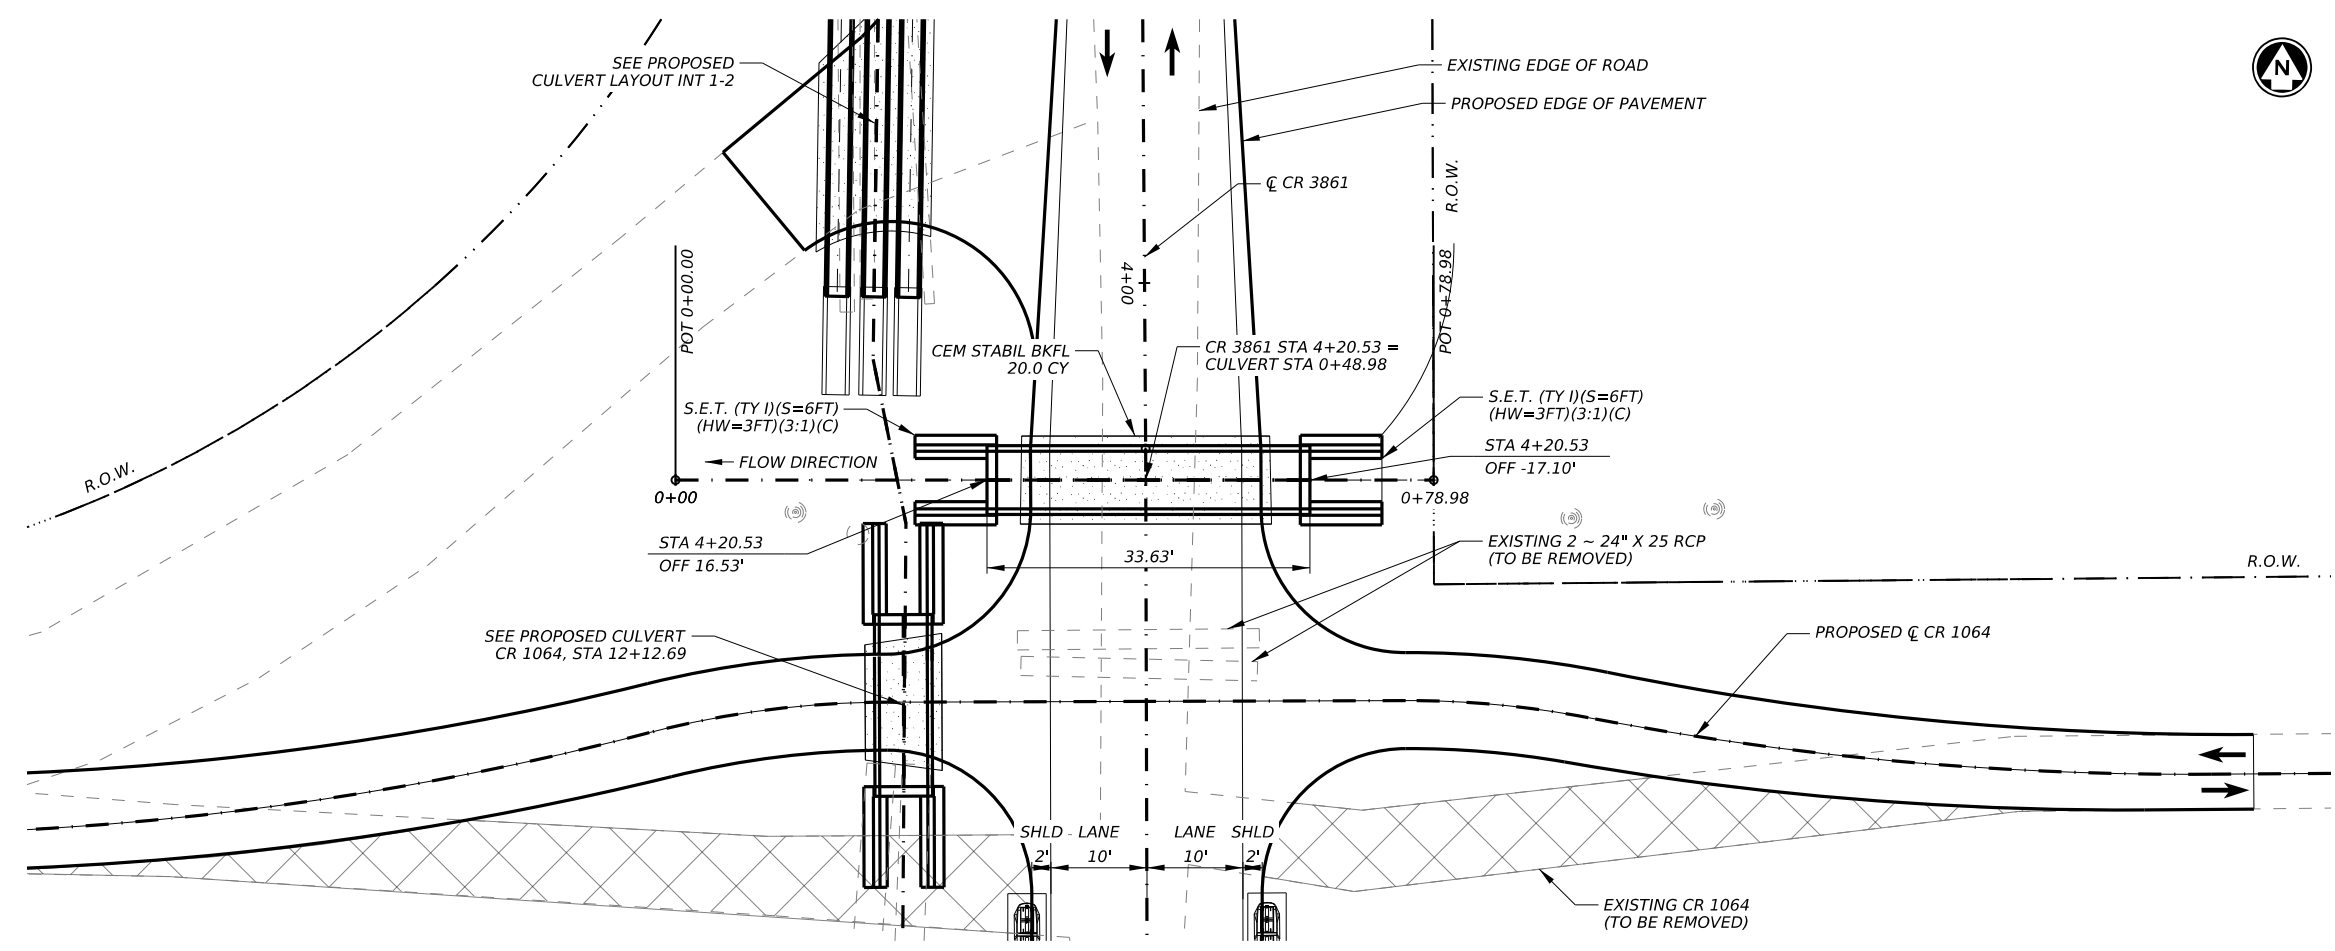 SEE PROPOSED
CULVERT LAYOUT INT 1-2
EXISTING EDGE OF ROAD
PROPOSED EDGE OF PAVEMENT
N
℄ CR 3861
R.O.W.
POT 0+00.00
4+00
POT 0+78.98
CEM STABIL BKFL
20.0 CY
CR 3861 STA 4+20.53 =
CULVERT STA 0+48.98
S.E.T. (TY I)(S=6FT)
(HW=3FT)(3:1)(C)
S.E.T. (TY I)(S=6FT)
(HW=3FT)(3:1)(C)
STA 4+20.53
OFF -17.10'
FLOW DIRECTION
R.O.W.
0+00
0+78.98
STA 4+20.53
OFF 16.53'
33.63'
EXISTING 2 ~ 24" X 25 RCP
(TO BE REMOVED)
R.O.W.
SEE PROPOSED CULVERT
CR 1064, STA 12+12.69
PROPOSED ℄ CR 1064
SHLD LANE LANE SHLD
2' 10' 10' 2'
EXISTING CR 1064
(TO BE REMOVED)